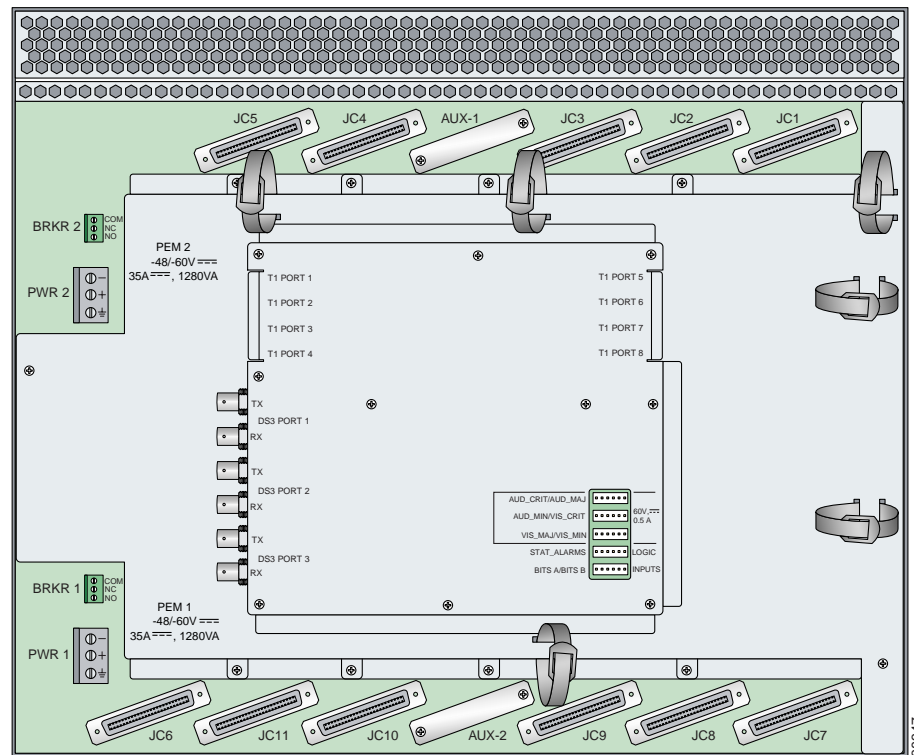 JC5 JC4 AUX-1 JC3 JC2 JC1
BRKR 2 COM
NC
NO
PEM 2
-48/-60V
35A , 1280VA
PWR 2 –
+
T1 PORT 1 T1 PORT 5
T1 PORT 2 T1 PORT 6
T1 PORT 3 T1 PORT 7
T1 PORT 4 T1 PORT 8
TX
DS3 PORT 1
RX
TX
DS3 PORT 2
RX
TX
DS3 PORT 3
RX
AUD_CRIT/AUD_MAJ
AUD_MIN/VIS_CRIT 60V,
0.5 A
VIS_MAJ/VIS_MIN
STAT_ALARMS LOGIC
BITS A/BITS B INPUTS
BRKR 1 COM
NC
NO
PEM 1
-48/-60V
35A , 1280VA
PWR 1 –
+
JC6 JC11 JC10 AUX-2 JC9 JC8 JC7